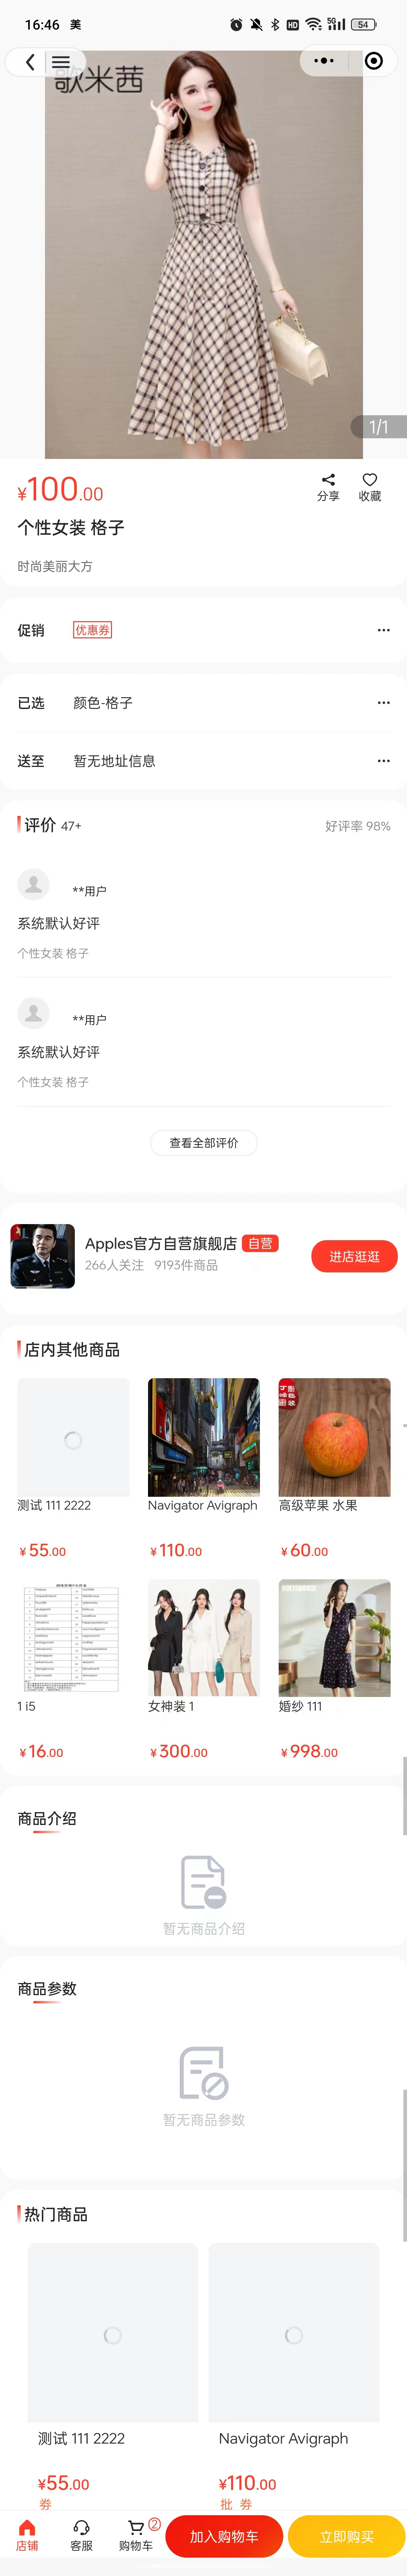 16:46 美
HD 5G 54
歌米茜
1/1
¥100.00
分享 收藏
个性女装 格子
时尚美丽大方
促销 优惠券
已选 颜色-格子
送至 暂无地址信息
评价 47+ 好评率 98%
**用户
系统默认好评
个性女装 格子
**用户
系统默认好评
个性女装 格子
查看全部评价
Apples官方自营旗舰店 自营
266人关注 9193件商品
进店逛逛
店内其他商品
测试 111 2222 Navigator Avigraph 高级苹果 水果
¥55.00 ¥110.00 ¥60.00
1 i5 女神装 1 婚纱 111
¥16.00 ¥300.00 ¥998.00
商品介绍
暂无商品介绍
商品参数
暂无商品参数
热门商品
测试 111 2222 Navigator Avigraph
¥55.00 ¥110.00
券 批 券
店铺 客服 购物车 2 加入购物车 立即购买